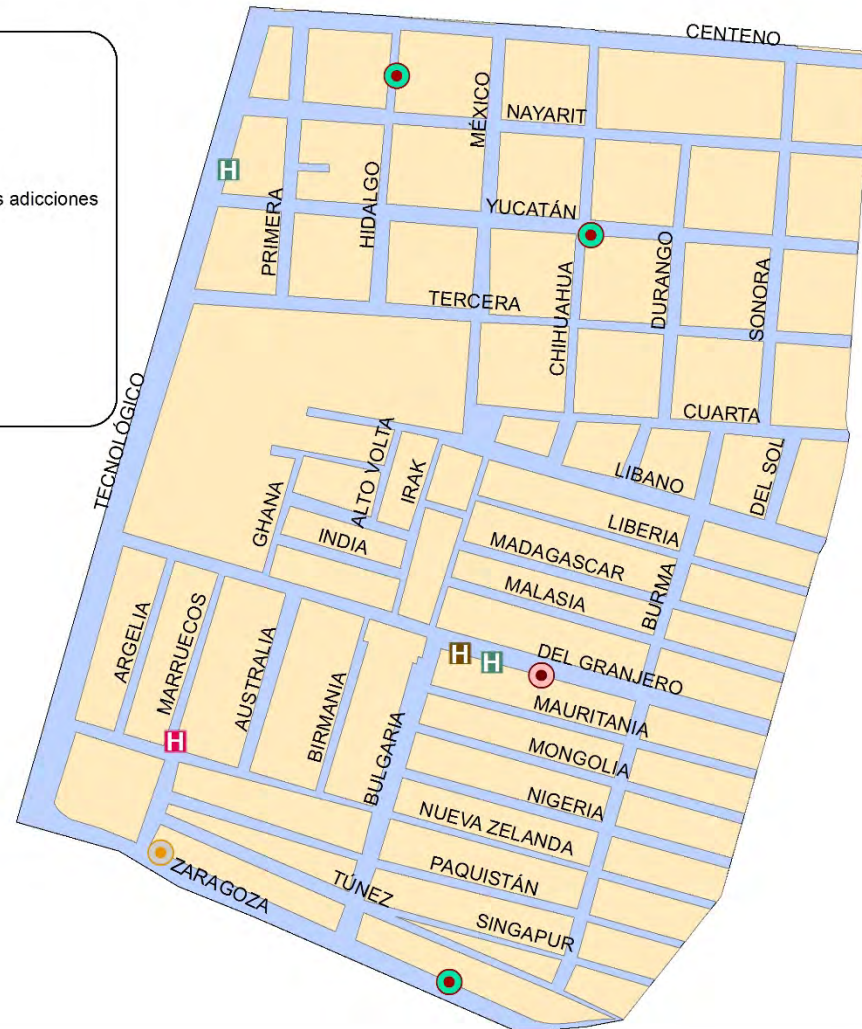 CENTENO
MÉXICO
NAYARIT
H
s adicciones
PRIMERA
HIDALGO
YUCATÁN
DURANGO
SONORA
CHIHUAHUA
TERCERA
TECNOLÓGICO
CUARTA
ALTO VOLTA
IRAK
LIBANO
DEL SOL
GHANA
INDIA
LIBERIA
MADAGASCAR
MALASIA
BURMA
ARGELIA
MARRUECOS
AUSTRALIA
BIRMANIA
BULGARIA
H
H
DEL GRANJERO
MAURITANIA
H
MONGOLIA
NIGERIA
NUEVA ZELANDA
PAQUISTÁN
ZARAGOZA
TÚNEZ
SINGAPUR